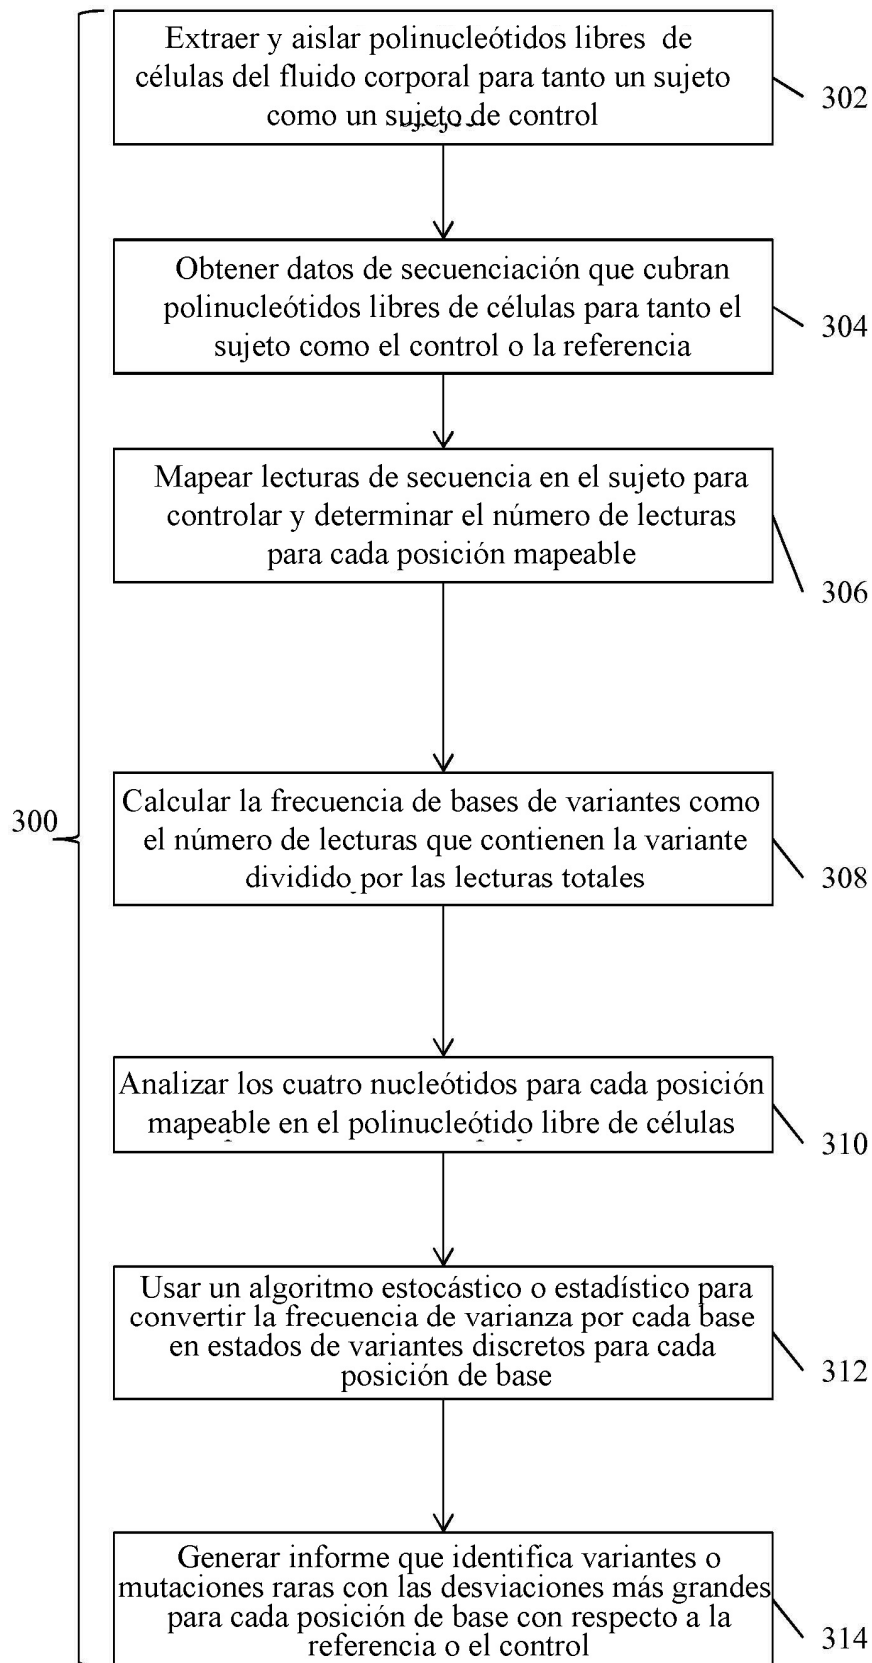 Extraer y aislar polinucleótidos libres de
células del fluido corporal para tanto un sujeto
como un sujeto de control
302
Obtener datos de secuenciación que cubran
polinucleótidos libres de células para tanto el
sujeto como el control o la referencia
304
Mapear lecturas de secuencia en el sujeto para
controlar y determinar el número de lecturas
para cada posición mapeable
306
300
Calcular la frecuencia de bases de variantes como
el número de lecturas que contienen la variante
dividido por las lecturas totales
308
Analizar los cuatro nucleótidos para cada posición
mapeable en el polinucleótido libre de células
310
Usar un algoritmo estocástico o estadístico para
convertir la frecuencia de varianza por cada base
en estados de variantes discretos para cada
posición de base
312
Generar informe que identifica variantes o
mutaciones raras con las desviaciones más grandes
para cada posición de base con respecto a la
referencia o el control
314